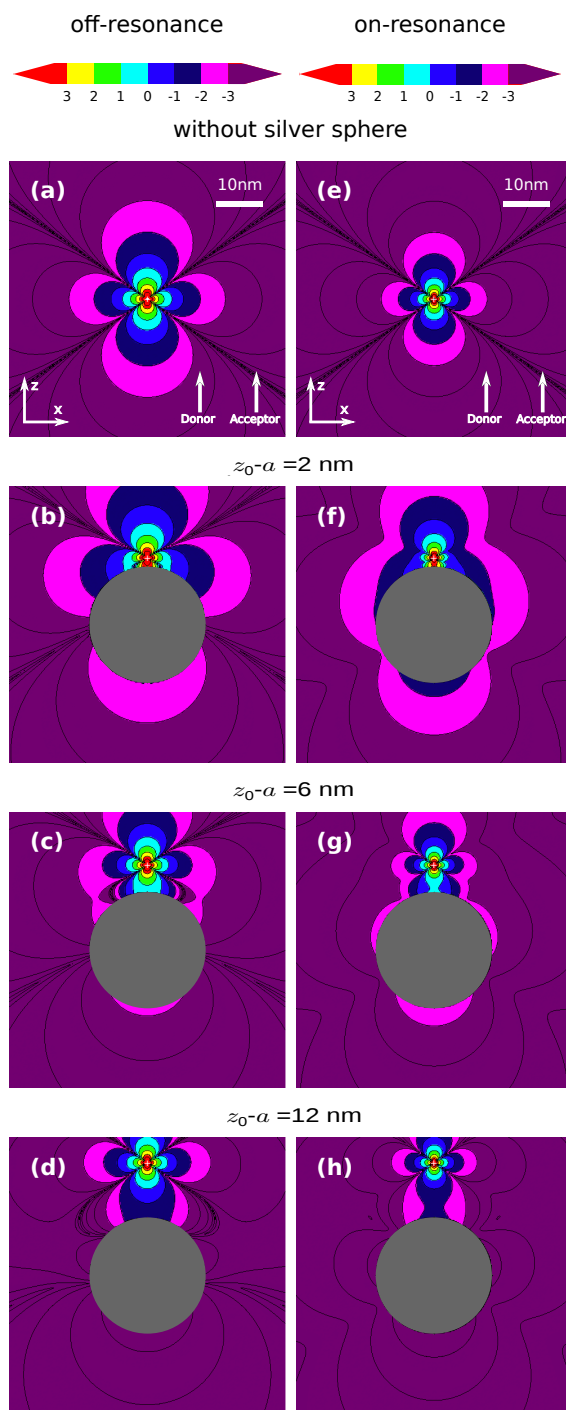 off-resonance on-resonance
3 2 1 0 -1 -2 -3 3 2 1 0 -1 -2 -3
without silver sphere
(a) 10nm (e) 10nm
z z
x Donor Acceptor x Donor Acceptor
z₀-a =2 nm
(b) (f)
z₀-a =6 nm
(c) (g)
z₀-a =12 nm
(d) (h)